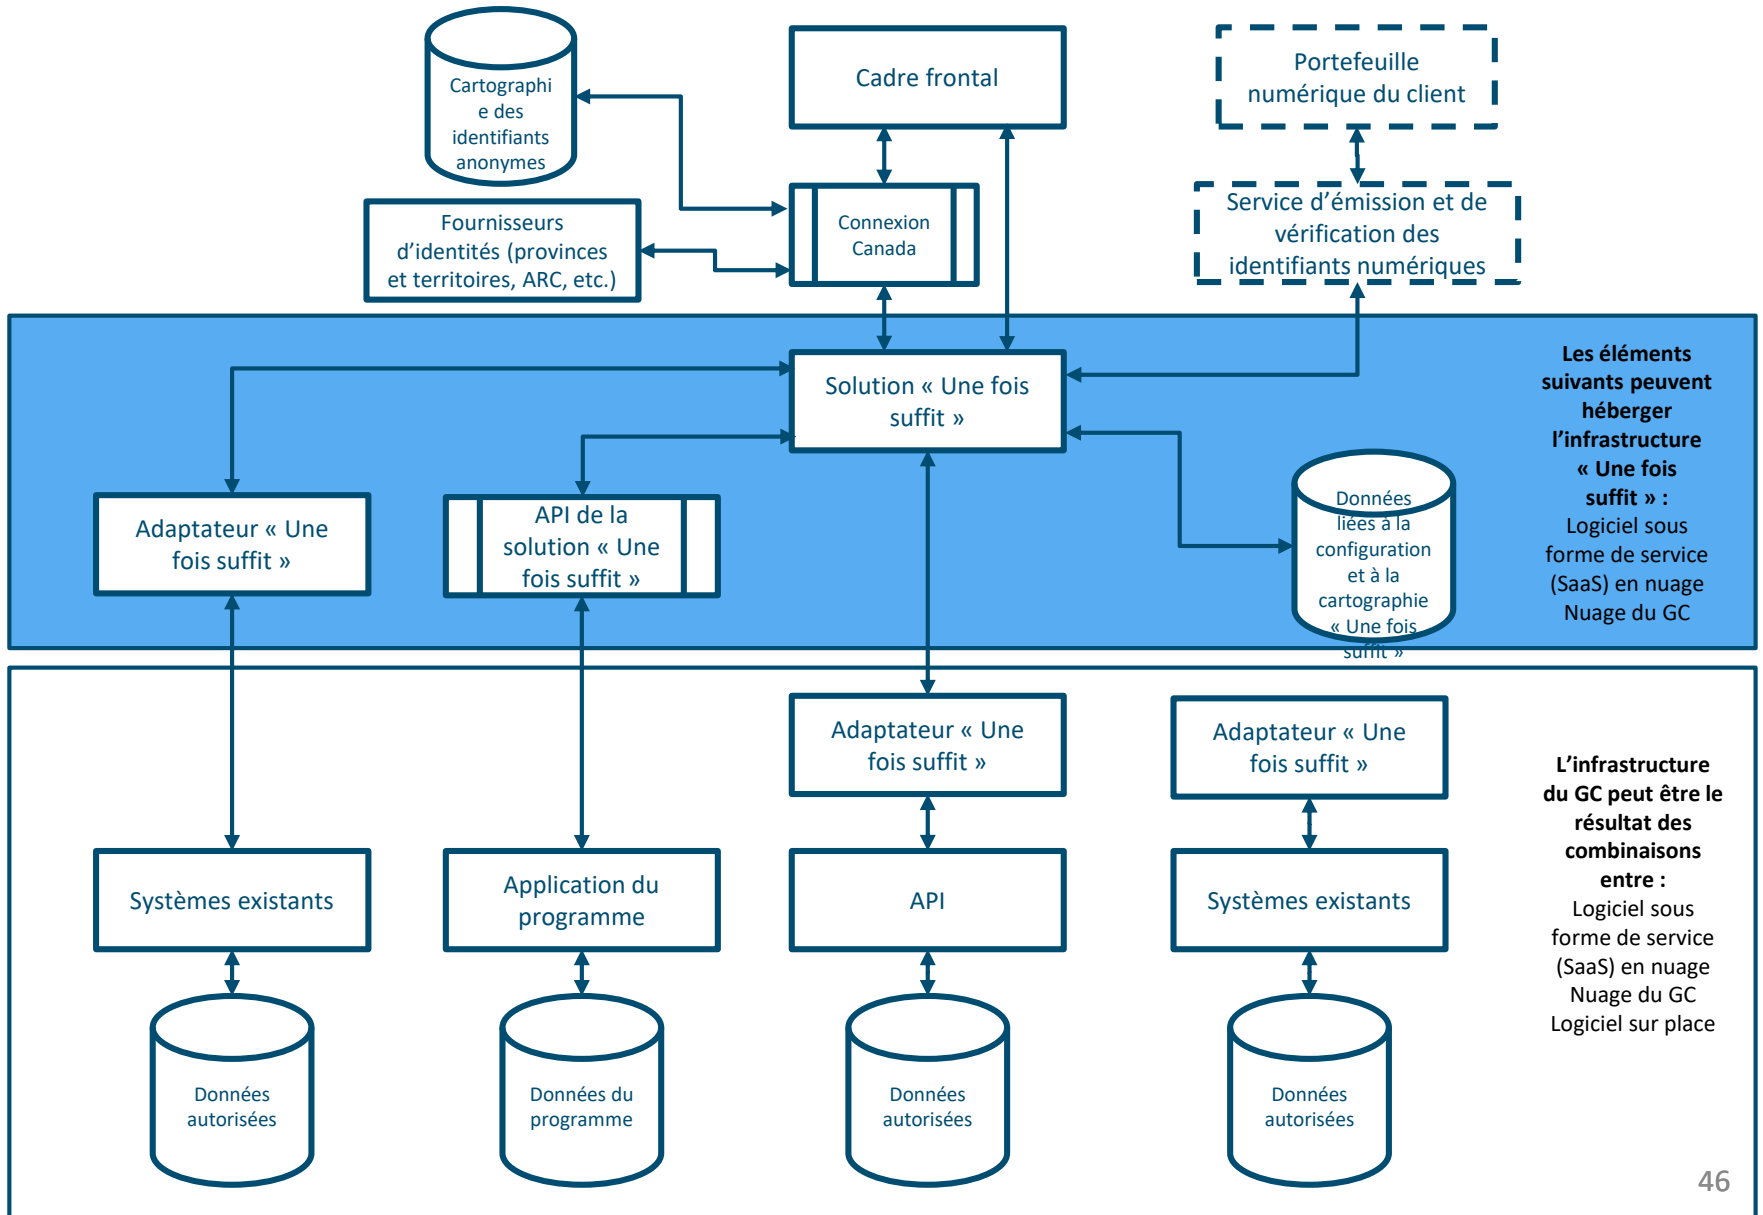 Cartographi
e des
identifiants
anonymes
Cadre frontal
Portefeuille
numérique du client
Fournisseurs
d’identités (provinces
et territoires, ARC, etc.)
Connexion
Canada
Service d’émission et de
vérification des
identifiants numériques
Solution « Une fois
suffit »
Les éléments
suivants peuvent
héberger
l’infrastructure
« Une fois
suffit » :
Logiciel sous
forme de service
(SaaS) en nuage
Nuage du GC
Adaptateur « Une
fois suffit »
API de la
solution « Une
fois suffit »
Données
liées à la
configuration
et à la
cartographie
« Une fois
suffit »
Adaptateur « Une
fois suffit »
Adaptateur « Une
fois suffit »
L’infrastructure
du GC peut être le
résultat des
combinaisons
entre :
Logiciel sous
forme de service
(SaaS) en nuage
Nuage du GC
Logiciel sur place
Systèmes existants
Application du
programme
API
Systèmes existants
Données
autorisées
Données du
programme
Données
autorisées
Données
autorisées
46